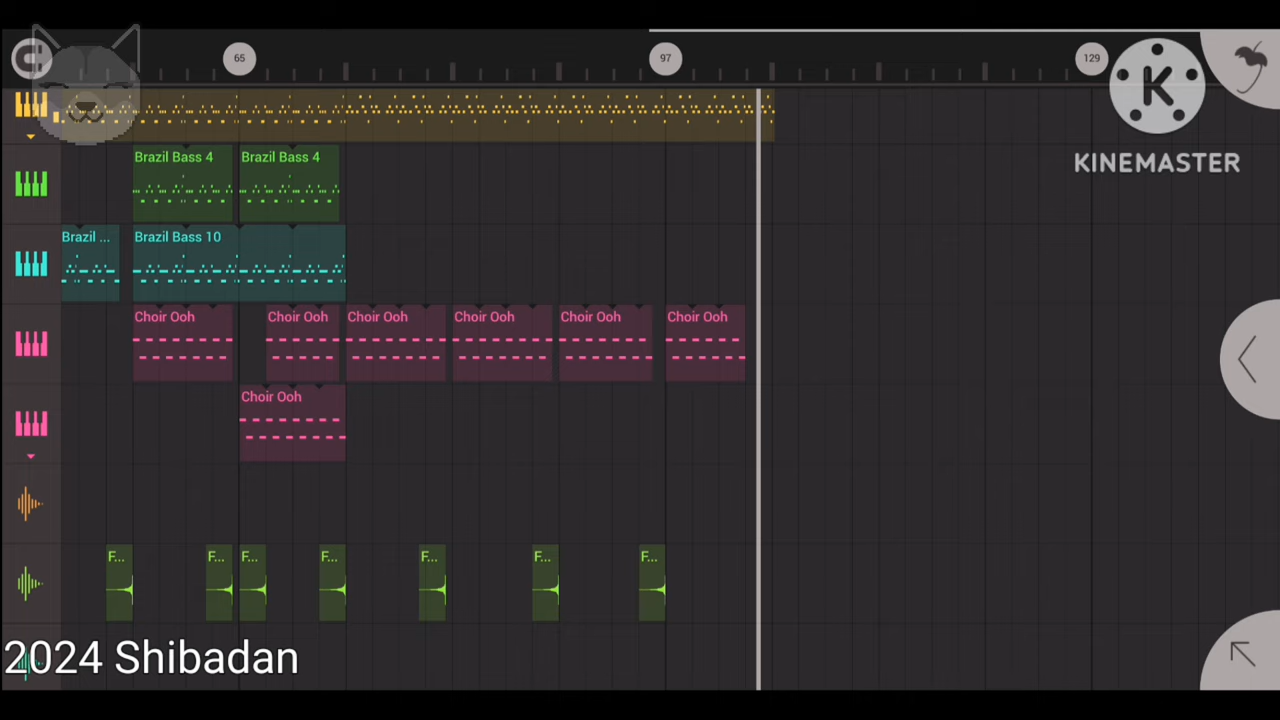 65
97
129
K
KINEMASTER
Brazil Bass 4
Brazil Bass 4
Brazil ...
Brazil Bass 10
Choir Ooh
Choir Ooh
Choir Ooh
Choir Ooh
Choir Ooh
Choir Ooh
Choir Ooh
F...
F...
F...
F...
F...
F...
F...
2024 Shibadan